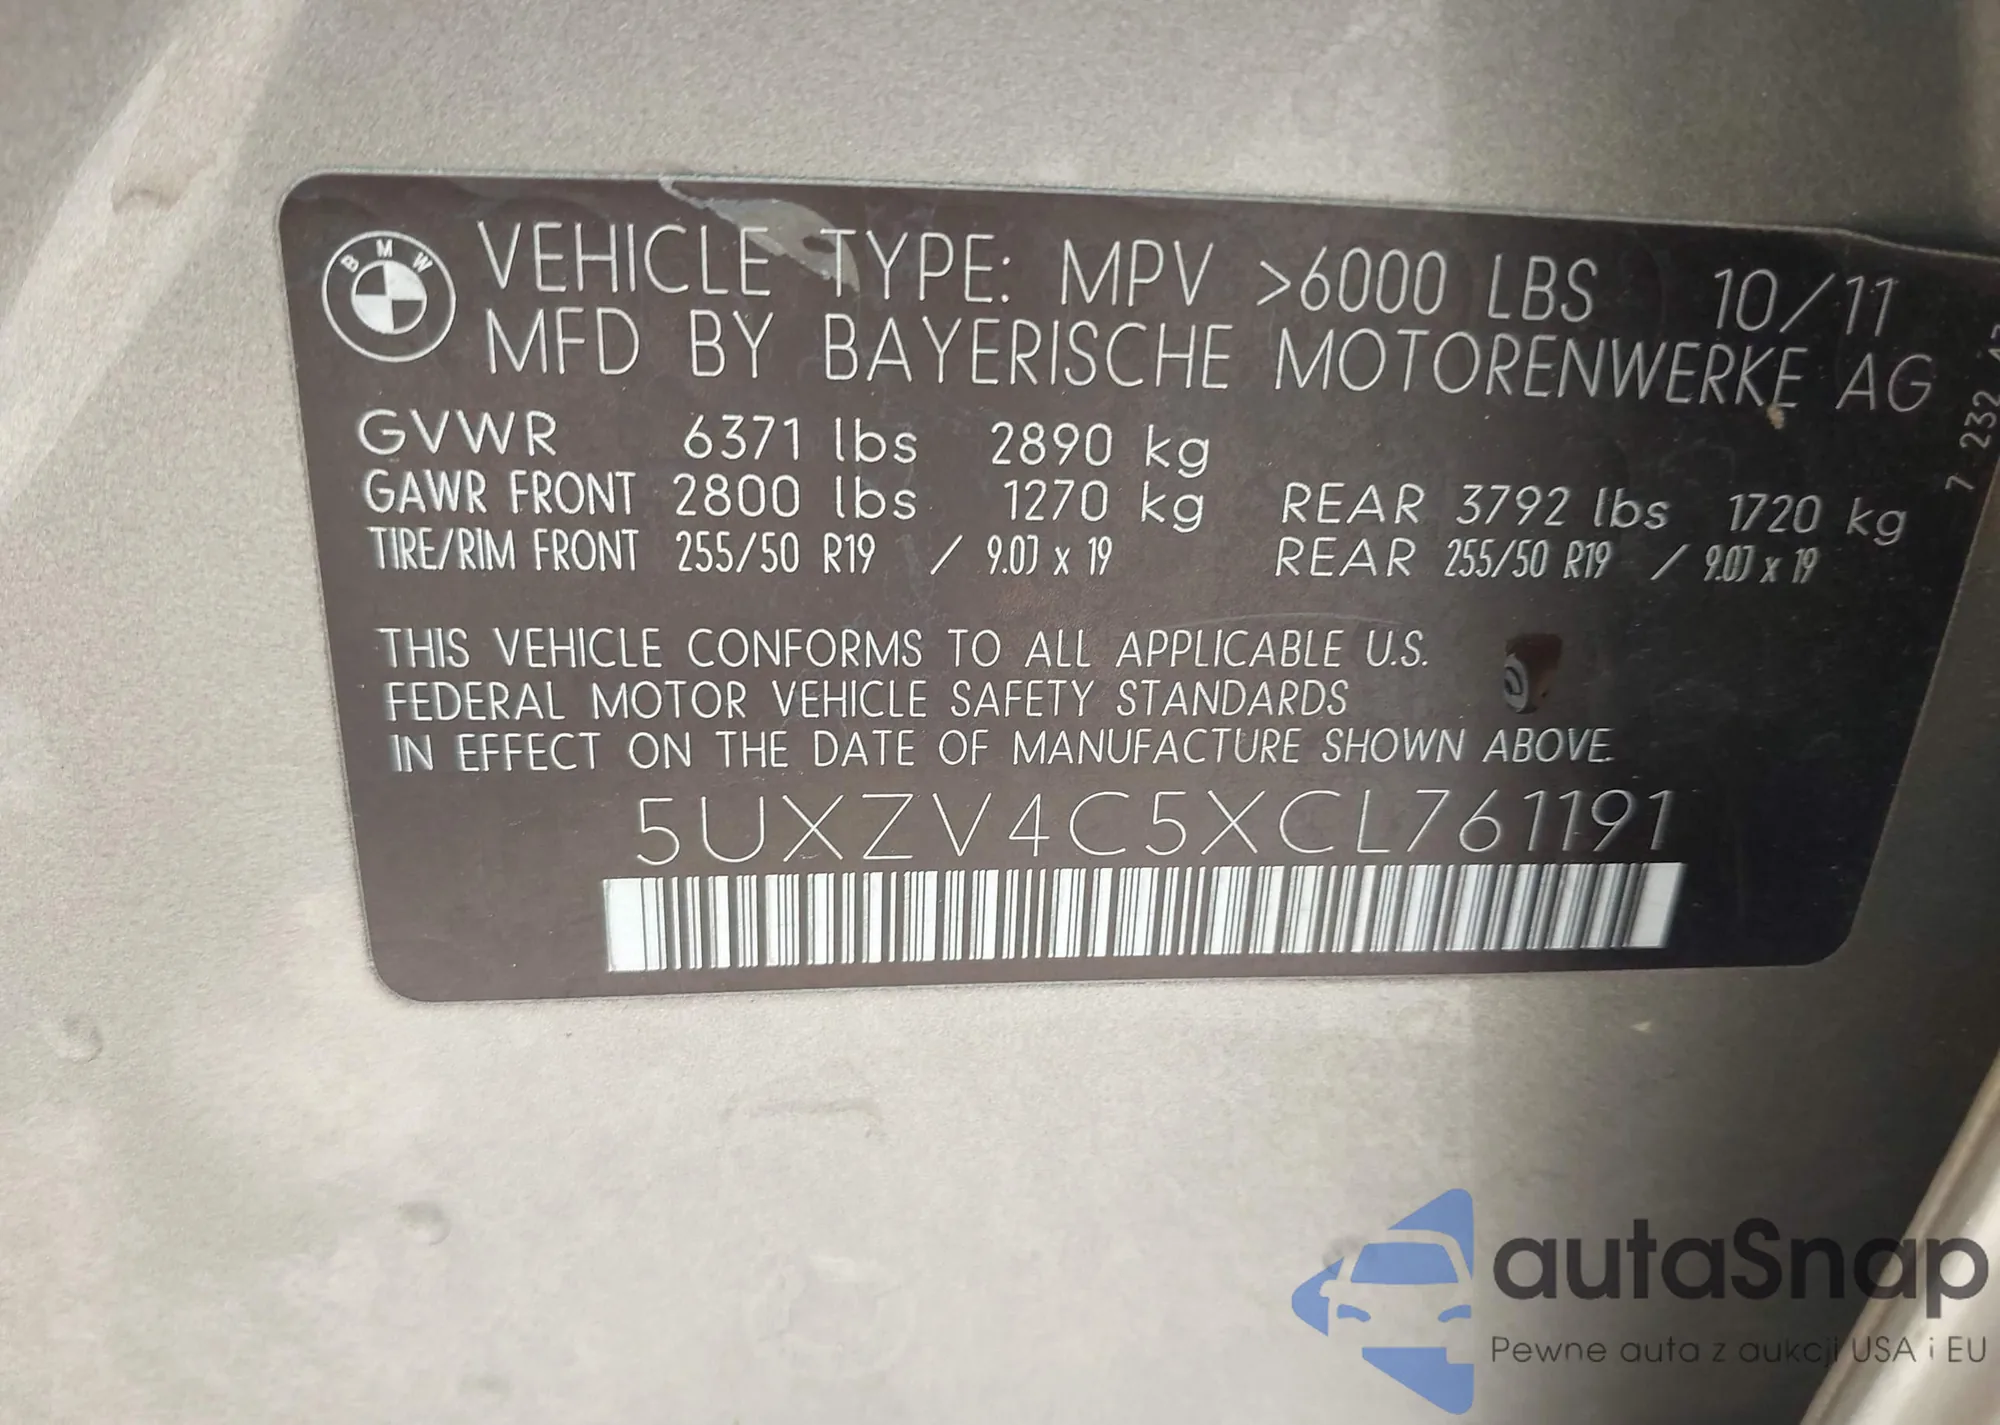 BMW
VEHICLE TYPE: MPV >6000 LBS 10/11
MFD BY BAYERISCHE MOTORENWERKE AG
GVWR 6371 lbs 2890 kg
GAWR FRONT 2800 lbs 1270 kg REAR 3792 lbs 1720 kg
TIRE/RIM FRONT 255/50 R19 / 9.0J x 19 REAR 255/50 R19 / 9.0J x 19
THIS VEHICLE CONFORMS TO ALL APPLICABLE U.S.
FEDERAL MOTOR VEHICLE SAFETY STANDARDS
IN EFFECT ON THE DATE OF MANUFACTURE SHOWN ABOVE.
5UXZV4C5XCL761191
7 232
autaSnap
Pewne auta z aukcji USA i EU